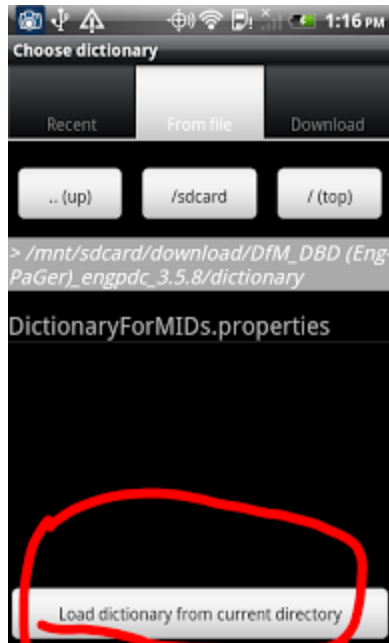 1:16 PM
Choose dictionary
Recent From file Download
.. (up) /sdcard / (top)
> /mnt/sdcard/download/DfM_DBD (Eng-
PaGer)_engpdc_3.5.8/dictionary
DictionaryForMIDs.properties
Load dictionary from current directory